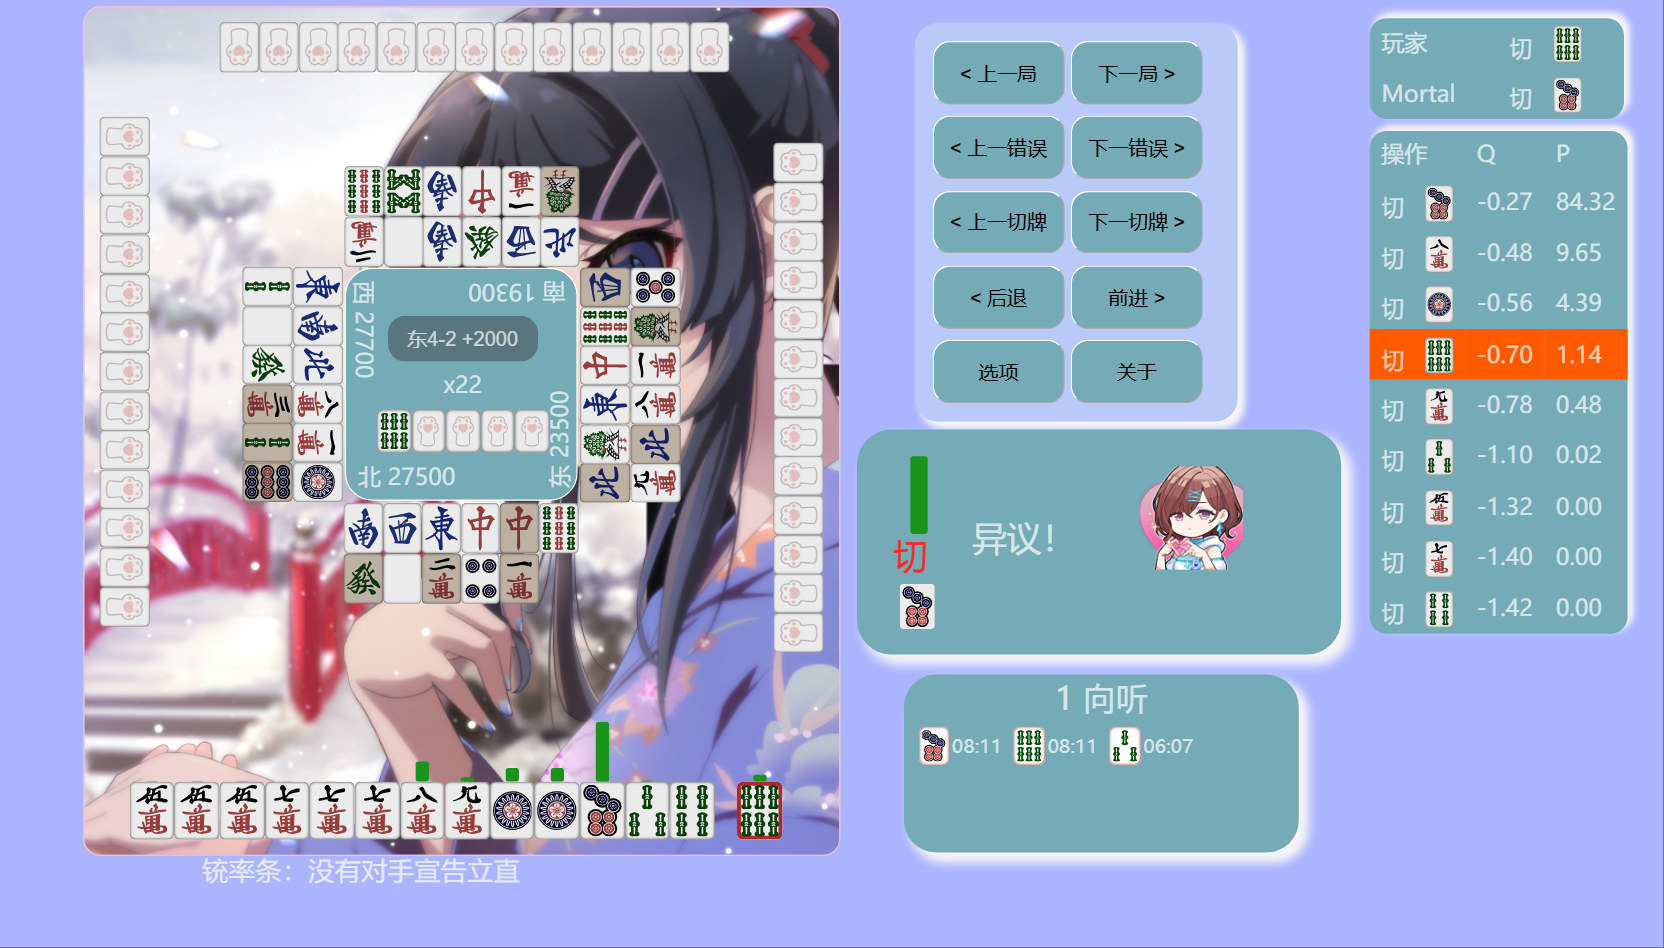 南 19300
西 27700
东4-2 +2000
x22
东 23500
北 27500
铳率条：没有对手宣告立直
< 上一局
下一局 >
< 上一错误
下一错误 >
< 上一切牌
下一切牌 >
< 后退
前进 >
选项
关于
切
异议！
1 向听
08:11
08:11
06:07
玩家 切
Mortal 切
操作 Q P
切 -0.27 84.32
切 -0.48 9.65
切 -0.56 4.39
切 -0.70 1.14
切 -0.78 0.48
切 -1.10 0.02
切 -1.32 0.00
切 -1.40 0.00
切 -1.42 0.00